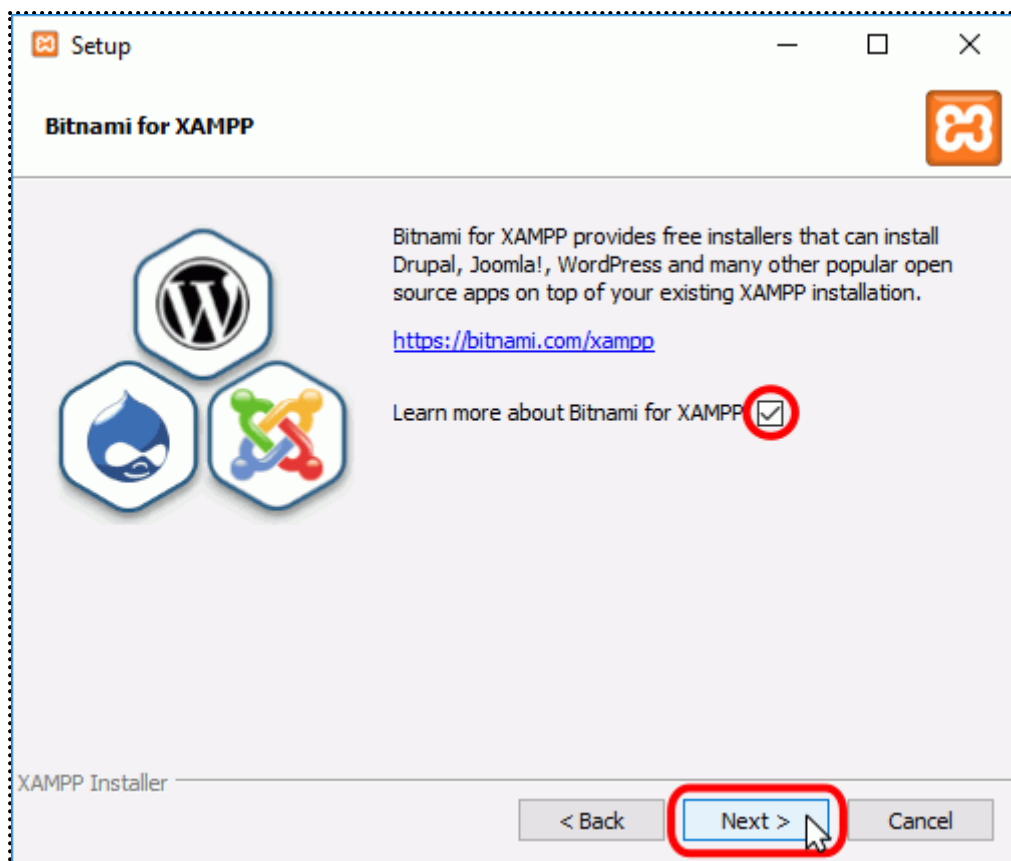 Setup
Bitnami for XAMPP
Bitnami for XAMPP provides free installers that can install
Drupal, Joomla!, WordPress and many other popular open
source apps on top of your existing XAMPP installation.
https://bitnami.com/xampp
Learn more about Bitnami for XAMPP
XAMPP Installer
< Back
Next >
Cancel